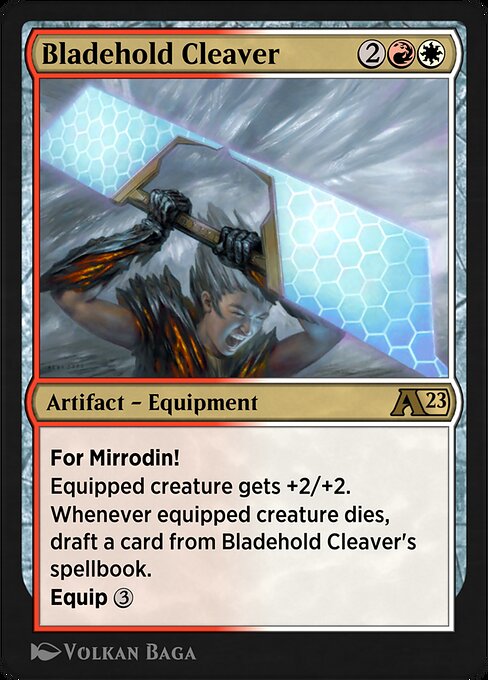 Bladehold Cleaver 2
Artifact – Equipment A23
For Mirrodin!
Equipped creature gets +2/+2.
Whenever equipped creature dies,
draft a card from Bladehold Cleaver's
spellbook.
Equip 3
Volkan Baga